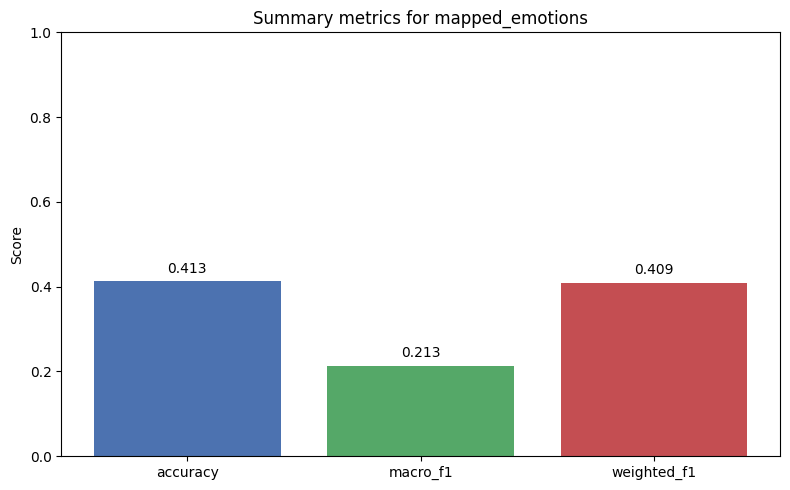 Summary metrics for mapped_emotions
1.0
0.8
0.6
0.4
0.2
0.0
Score
0.413
0.213
0.409
accuracy
macro_f1
weighted_f1